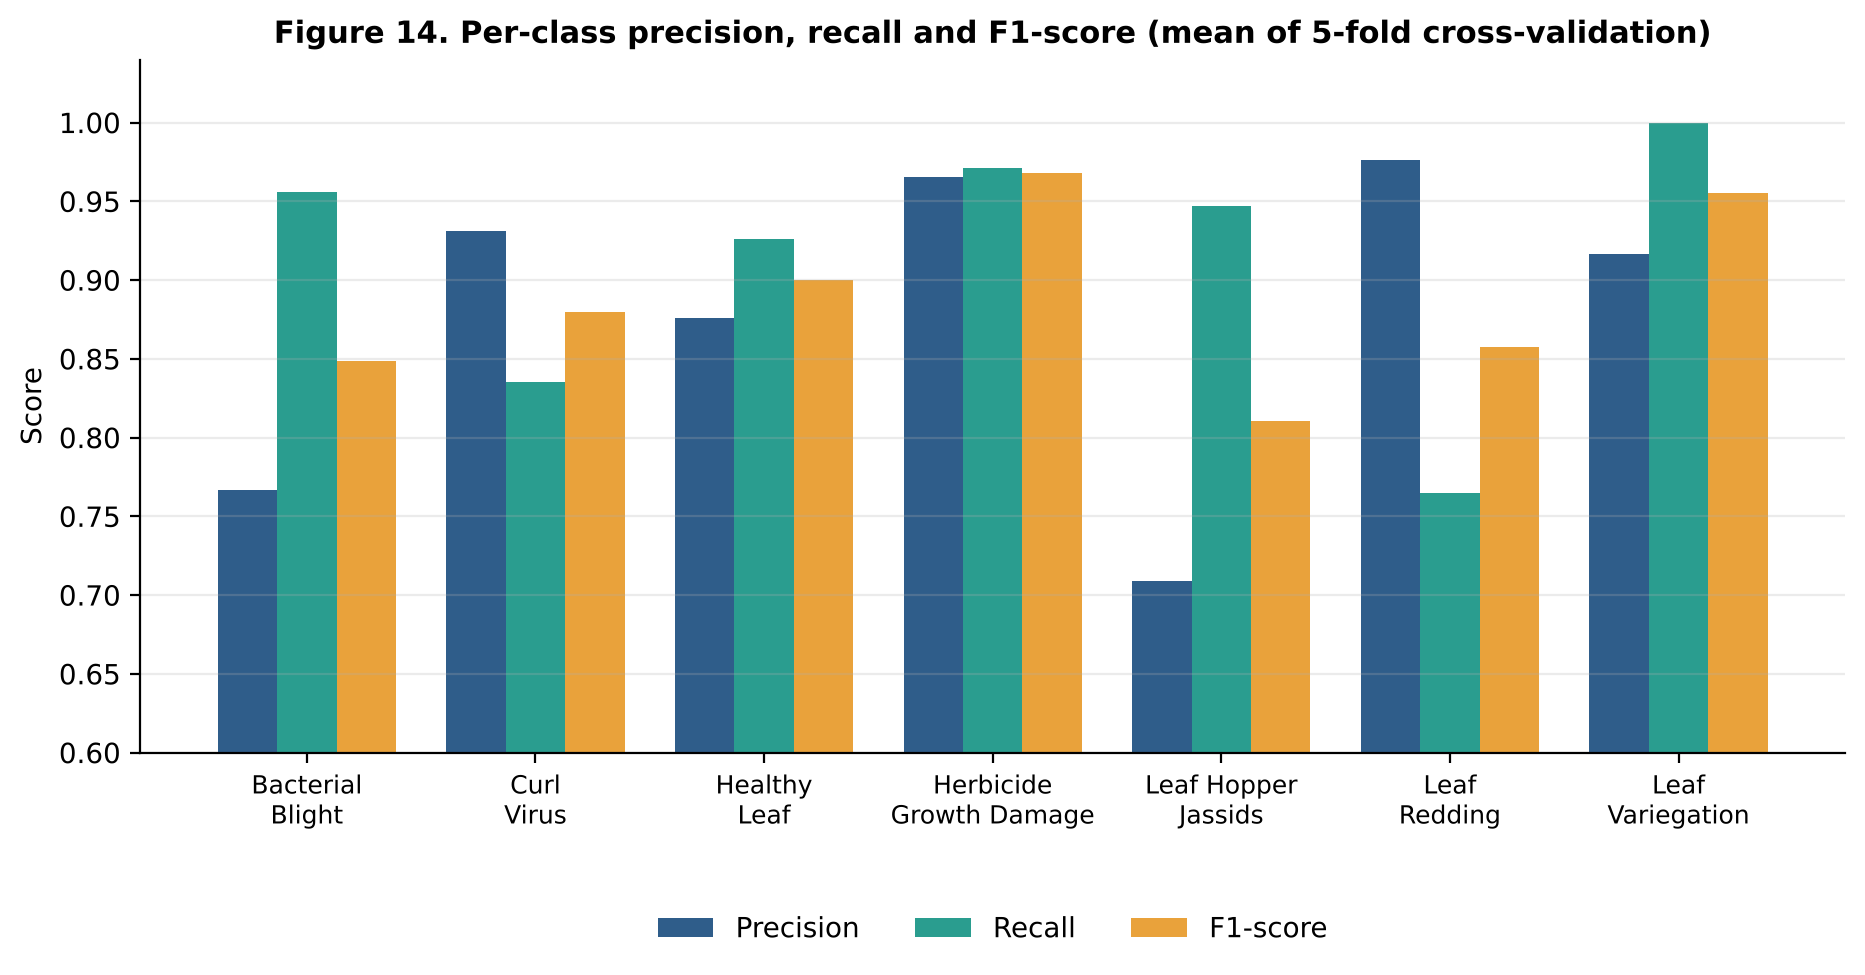 Figure 14. Per-class precision, recall and F1-score (mean of 5-fold cross-validation)
Score
1.00
0.95
0.90
0.85
0.80
0.75
0.70
0.65
0.60
Bacterial
Blight
Curl
Virus
Healthy
Leaf
Herbicide
Growth Damage
Leaf Hopper
Jassids
Leaf
Redding
Leaf
Variegation
Precision
Recall
F1-score